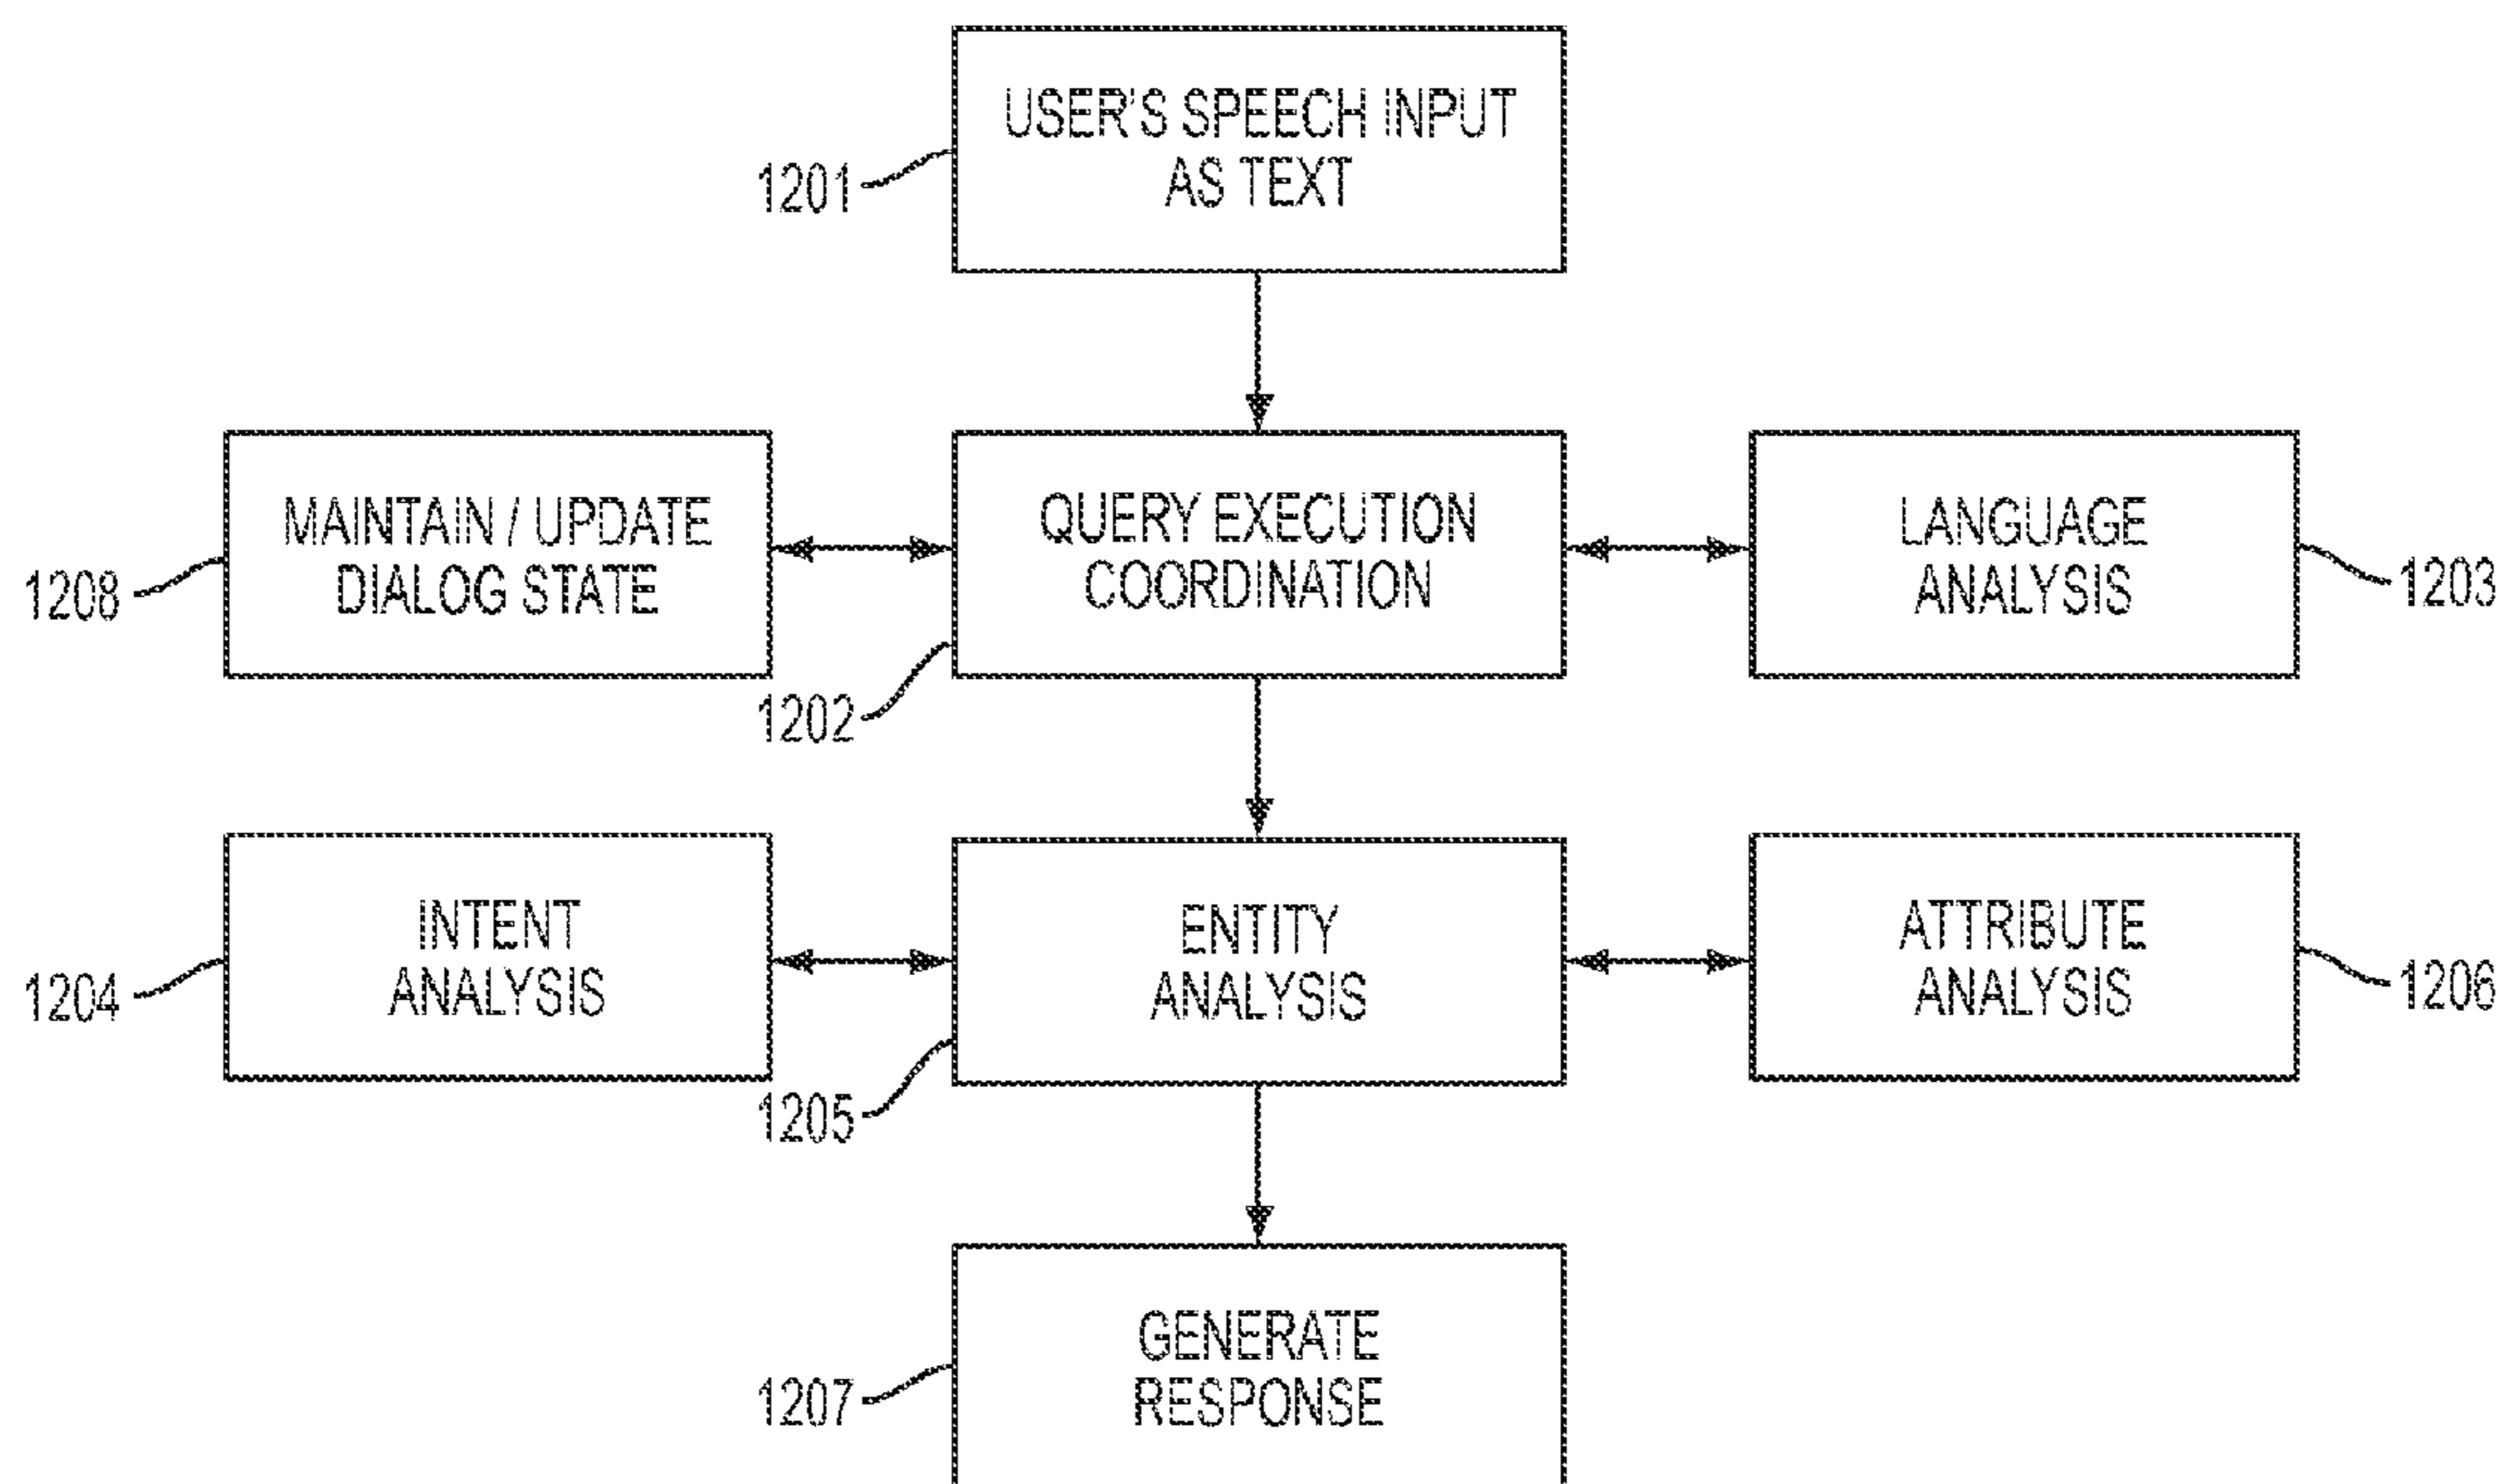 USER'S SPEECH INPUT
AS TEXT
1201
MAINTAIN / UPDATE
DIALOG STATE
1208
QUERY EXECUTION
COORDINATION
1202
LANGUAGE
ANALYSIS
1203
INTENT
ANALYSIS
1204
ENTITY
ANALYSIS
1205
ATTRIBUTE
ANALYSIS
1206
GENERATE
RESPONSE
1207